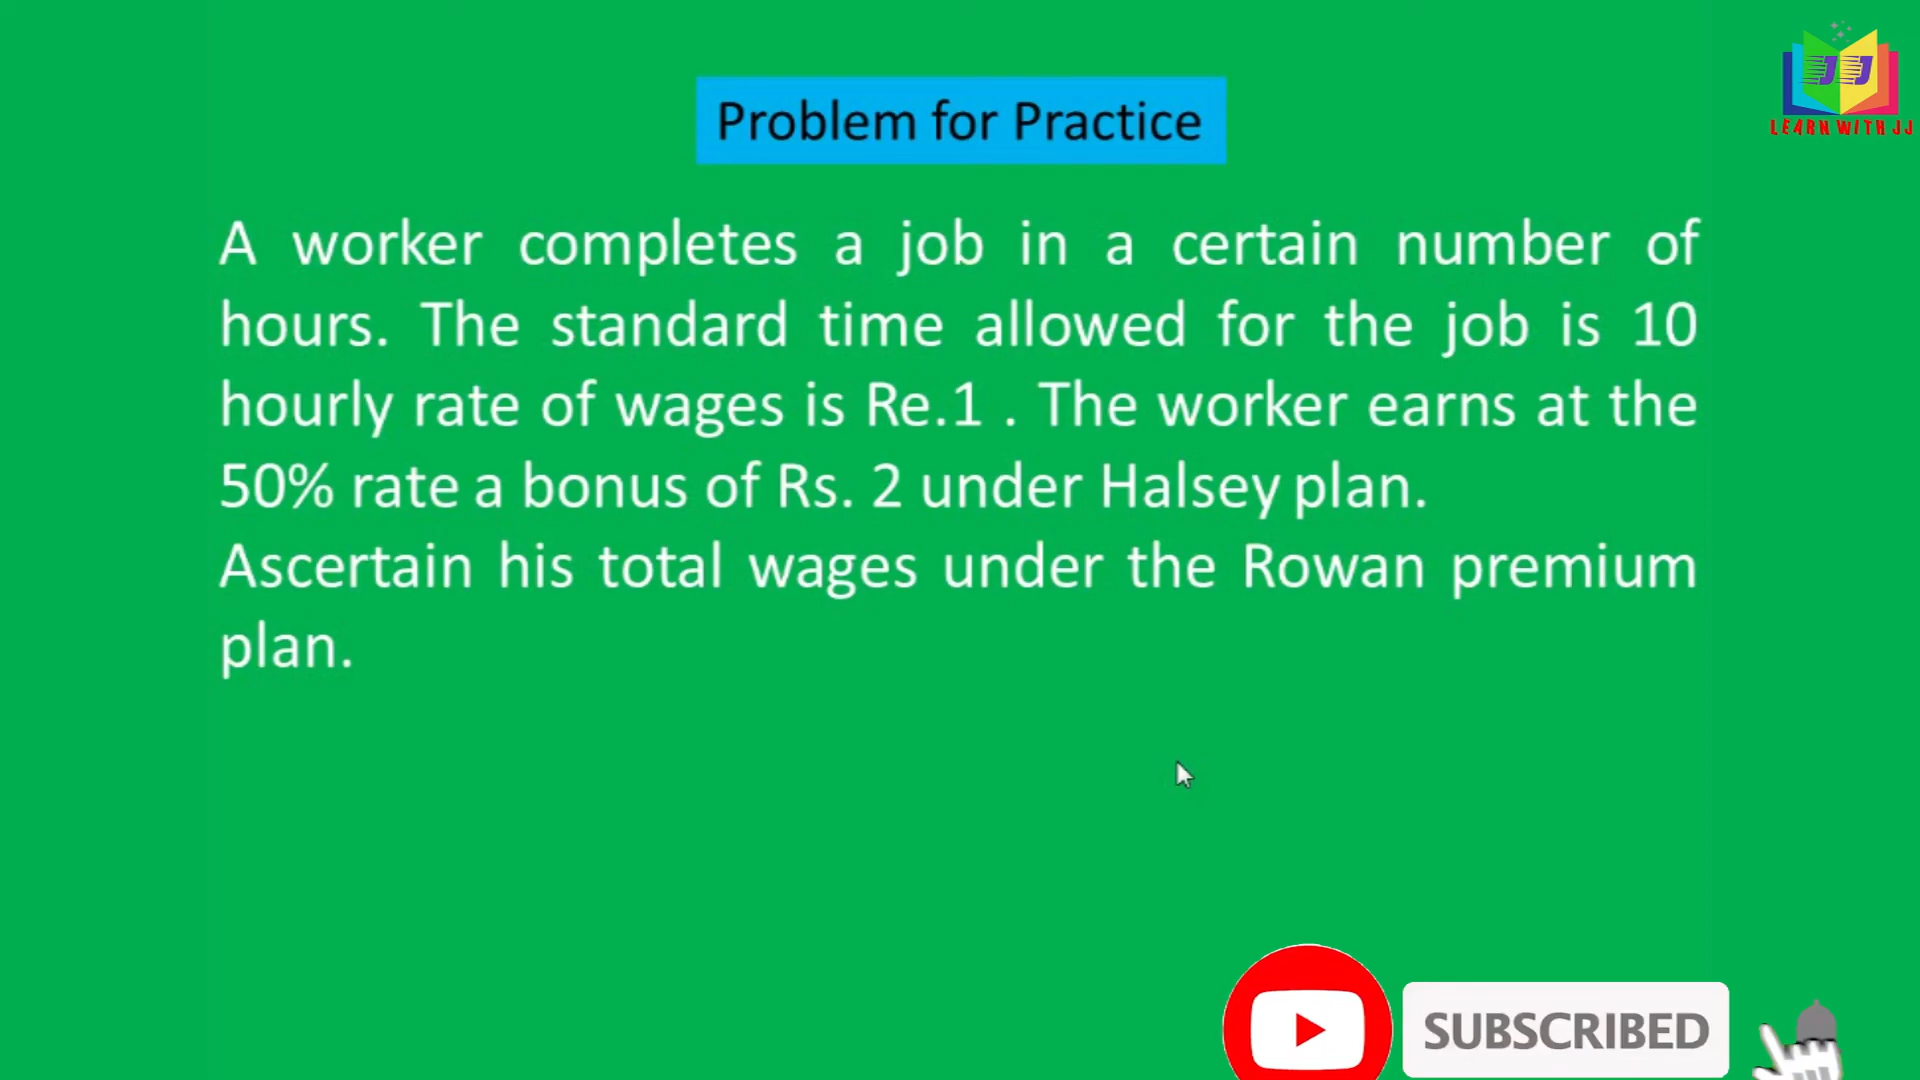 JJ
LEARN WITH JJ
Problem for Practice
A worker completes a job in a certain number of
hours. The standard time allowed for the job is 10
hourly rate of wages is Re.1 . The worker earns at the
50% rate a bonus of Rs. 2 under Halsey plan.
Ascertain his total wages under the Rowan premium
plan.
SUBSCRIBED